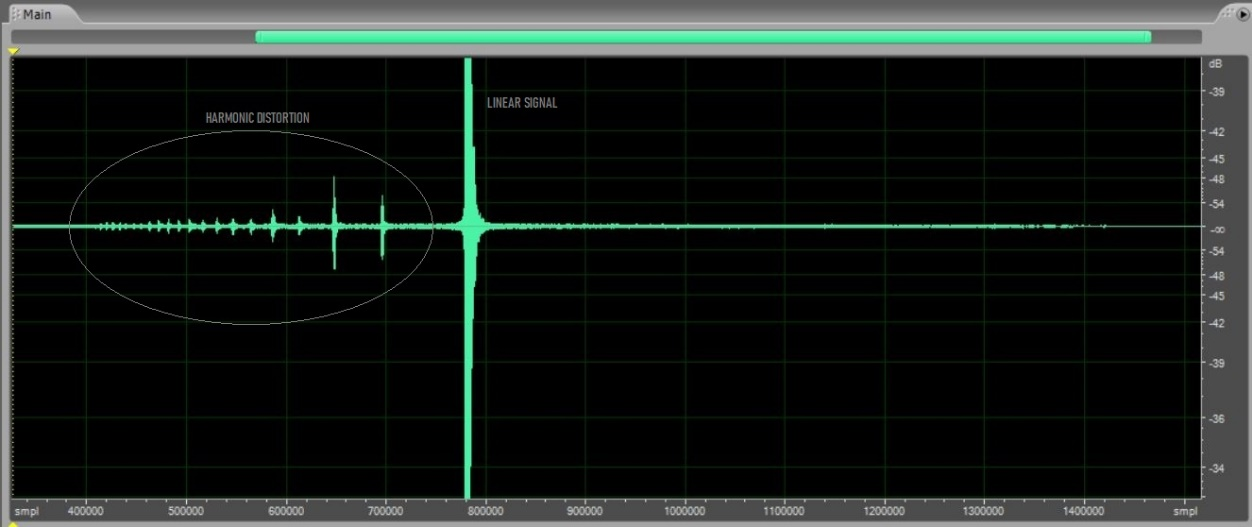 Main
dB
HARMONIC DISTORTION
LINEAR SIGNAL
-39
-42
-45
-48
-54
-∞
-54
-48
-45
-42
-39
-36
-34
smpl 400000 500000 600000 700000 800000 900000 1000000 1100000 1200000 1300000 1400000 smpl